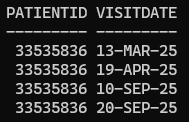 PATIENTID VISITDATE
--------- ---------
33535836 13-MAR-25
33535836 19-APR-25
33535836 10-SEP-25
33535836 20-SEP-25